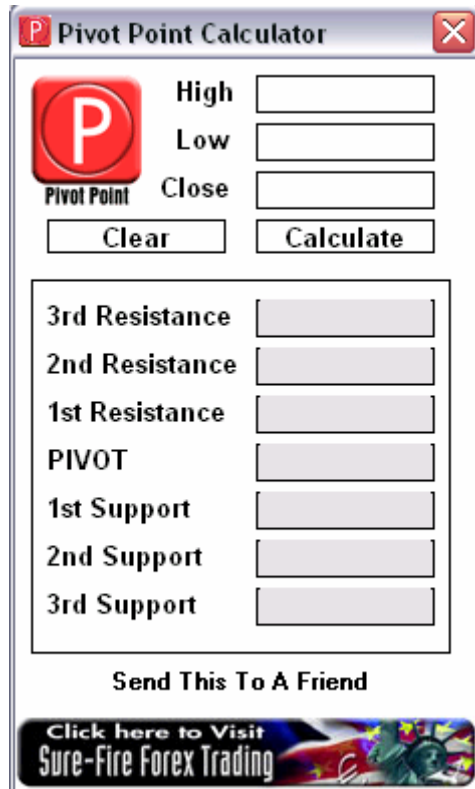 P Pivot Point Calculator
P
Pivot Point
High
Low
Close
Clear Calculate
3rd Resistance
2nd Resistance
1st Resistance
PIVOT
1st Support
2nd Support
3rd Support
Send This To A Friend
Click here to Visit
Sure-Fire Forex Trading